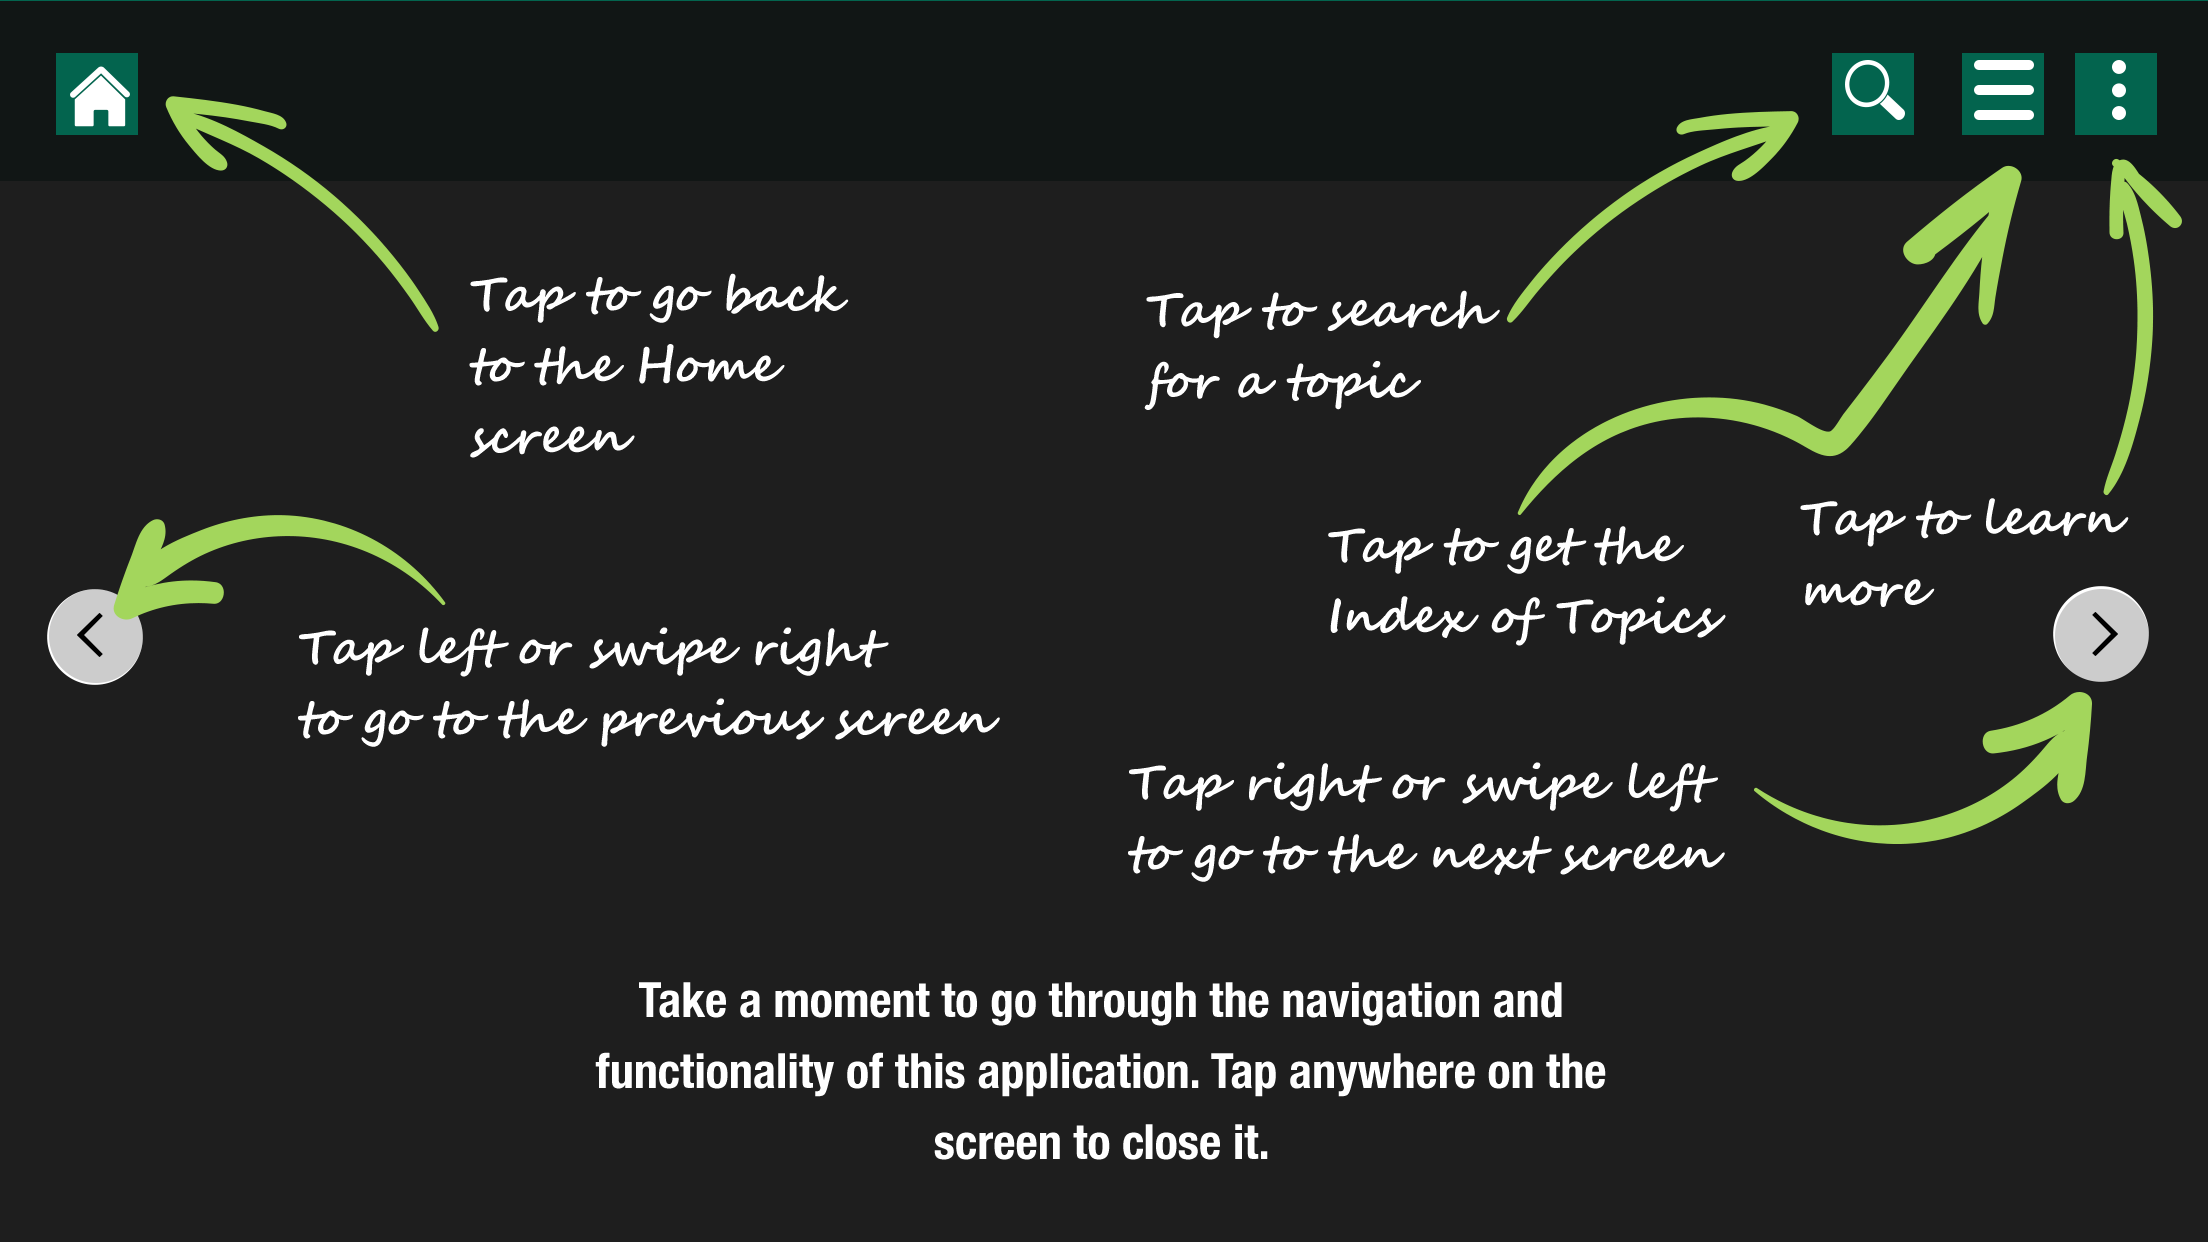 Tap to go back
to the Home
screen
Tap to search
for a topic
Tap to get the
Index of Topics
Tap to learn
more
Tap left or swipe right
to go to the previous screen
Tap right or swipe left
to go to the next screen
Take a moment to go through the navigation and
functionality of this application. Tap anywhere on the
screen to close it.